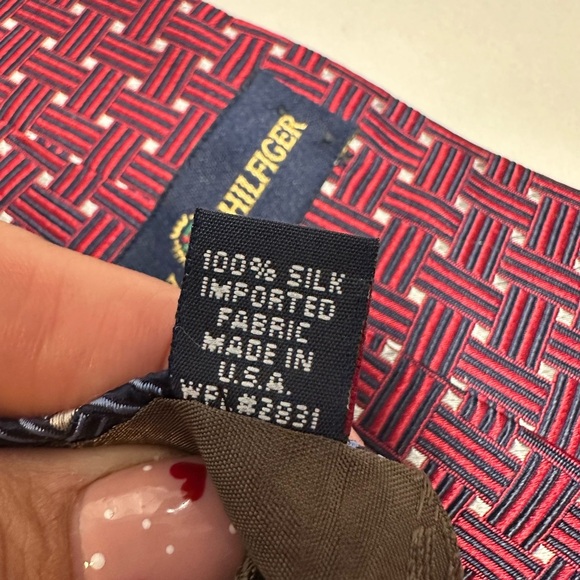 HILFIGER
100% SILK
IMPORTED
FABRIC
MADE IN
U.S.A.
WPL #2831